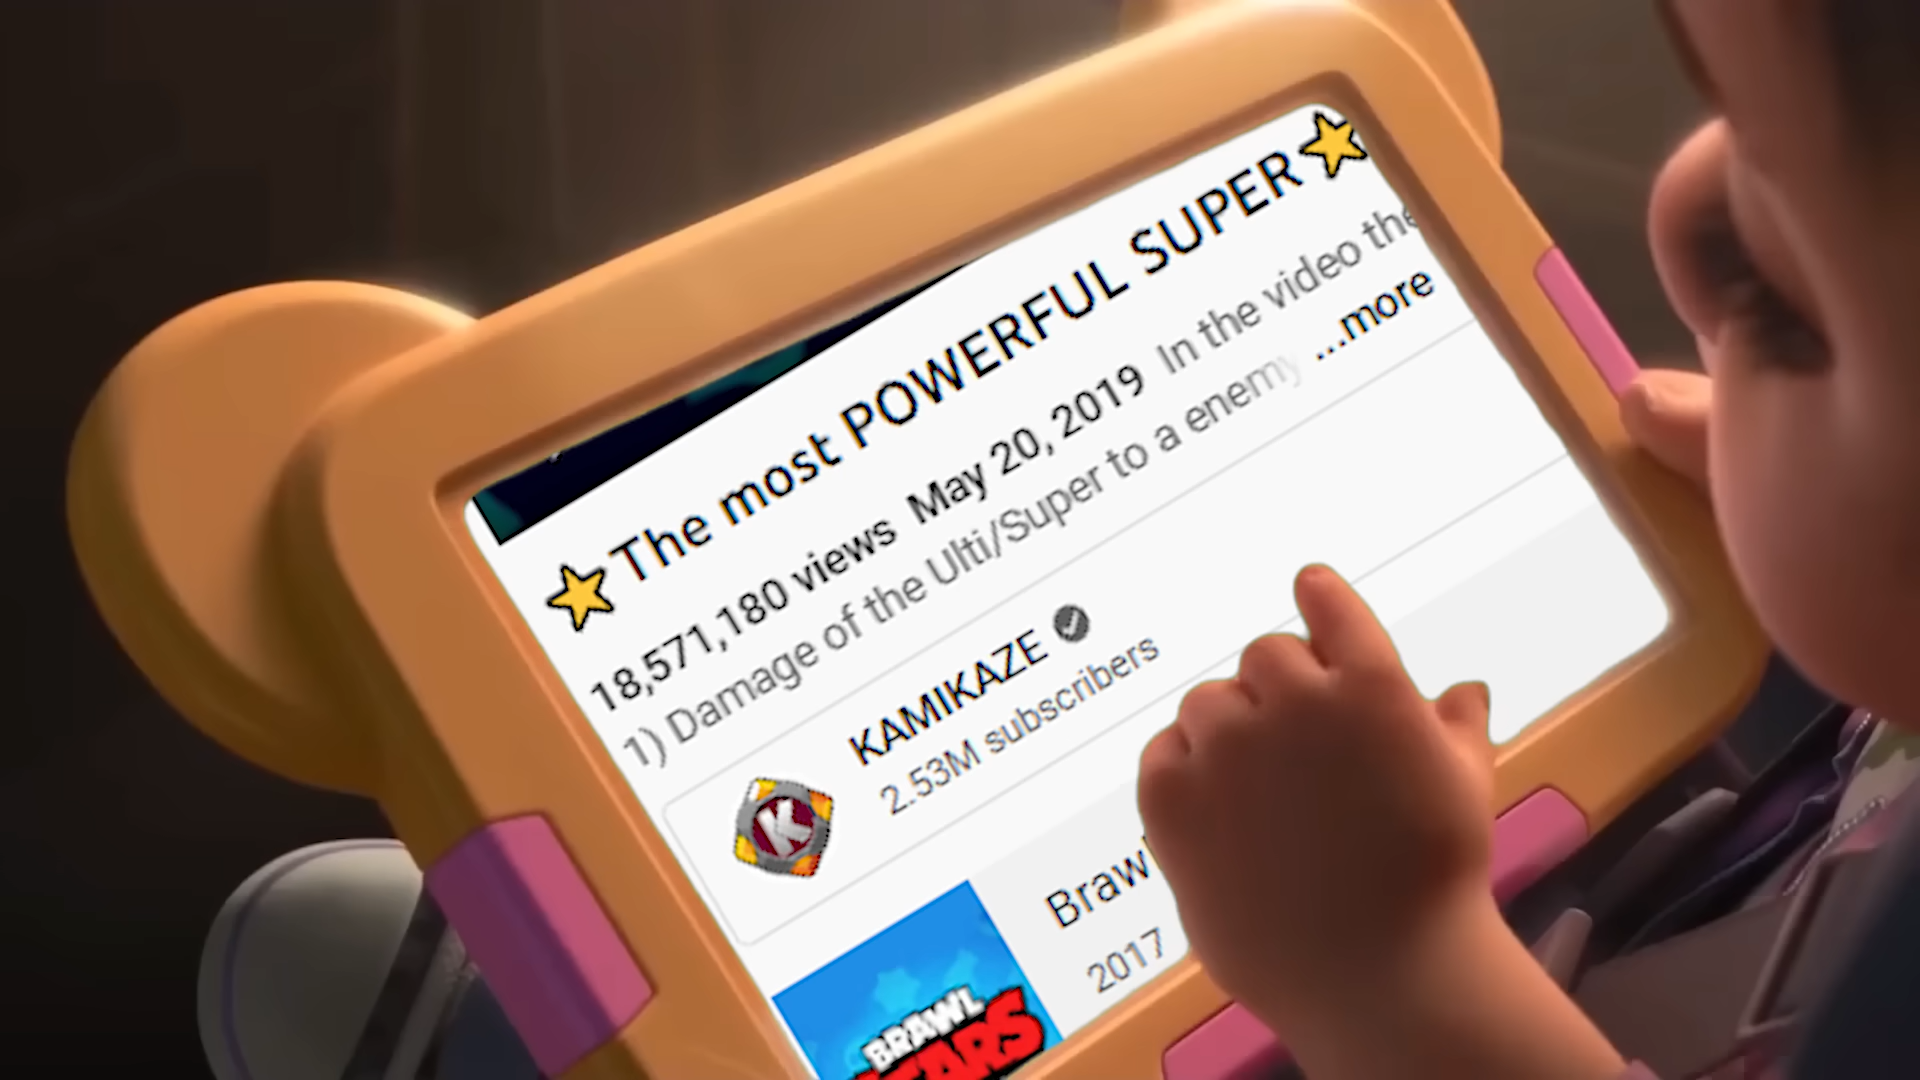 ⭐The most POWERFUL SUPER⭐
18,571,180 views May 20, 2019 In the video the
1) Damage of the Ulti/Super to a enemy ...more
KAMIKAZE
2.53M subscribers
K
Brawl
2017
BRAWL
STARS